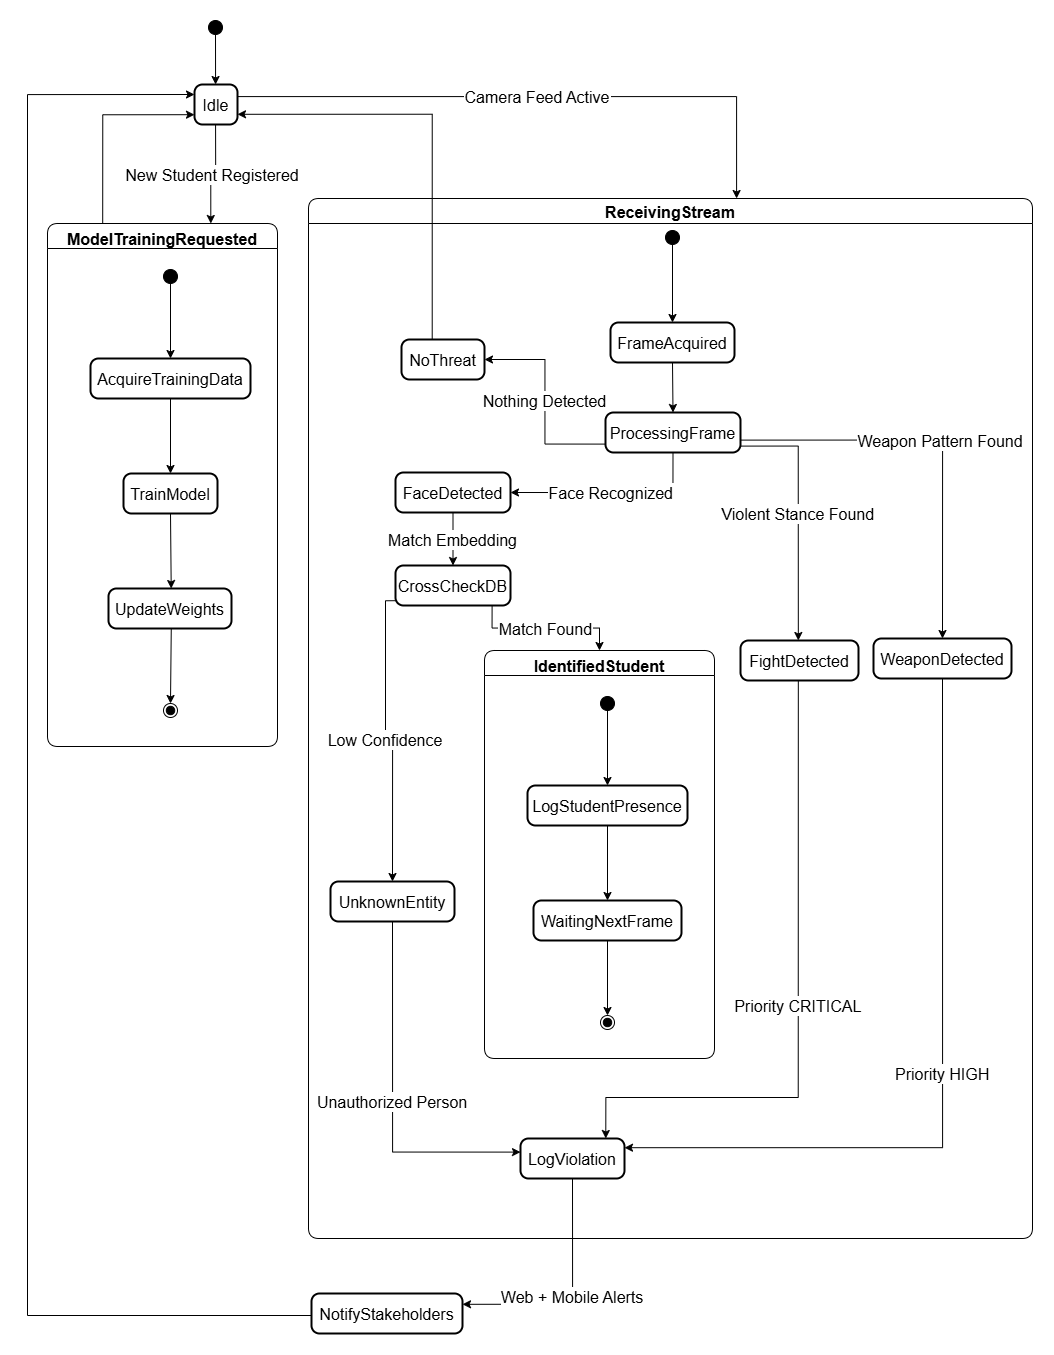 Idle
Camera Feed Active
New Student Registered
ReceivingStream
ModelTrainingRequested
FrameAcquired
NoThreat
AcquireTrainingData
Nothing Detected
ProcessingFrame
Weapon Pattern Found
FaceDetected
Face Recognized
TrainModel
Violent Stance Found
Match Embedding
CrossCheckDB
UpdateWeights
Match Found
IdentifiedStudent
FightDetected
WeaponDetected
Low Confidence
LogStudentPresence
UnknownEntity
WaitingNextFrame
Priority CRITICAL
Priority HIGH
Unauthorized Person
LogViolation
Web + Mobile Alerts
NotifyStakeholders